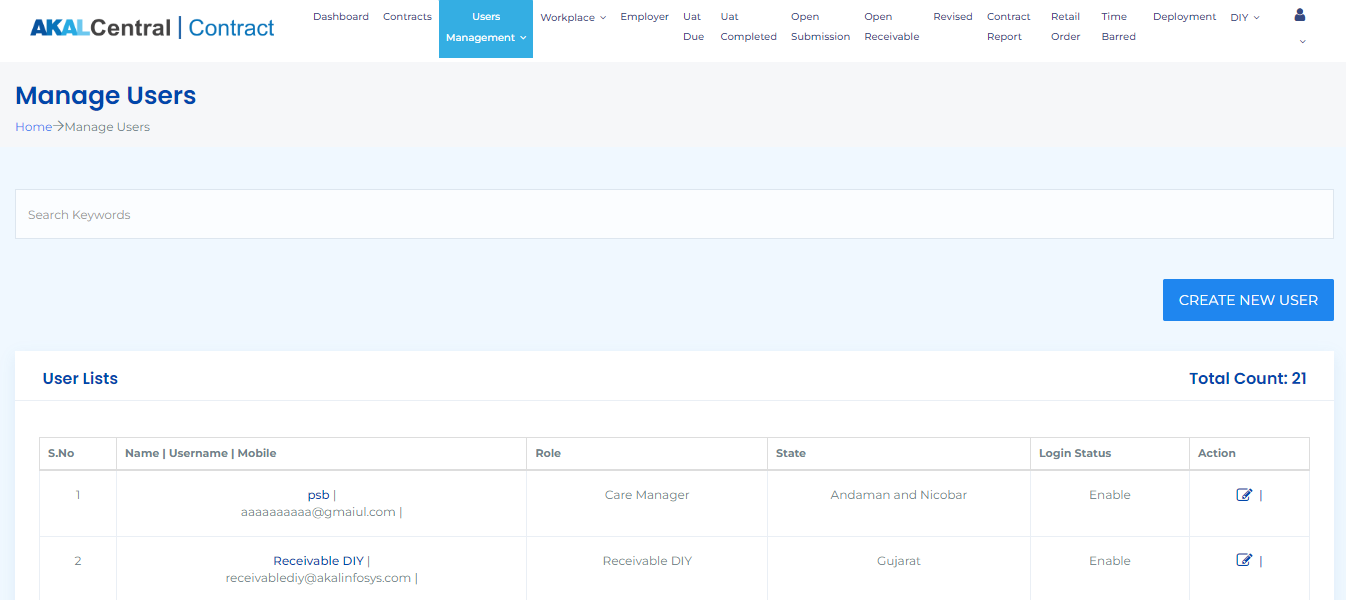 AKALCentral | Contract
Dashboard Contracts Users Management Workplace Employer Uat Due Uat Completed Open Submission Open Receivable Revised Contract Report Retail Order Time Barred Deployment DIY
Manage Users
Home→Manage Users
Search Keywords
CREATE NEW USER
User Lists Total Count: 21
S.No Name | Username | Mobile Role State Login Status Action
1 psb | Care Manager Andaman and Nicobar Enable |
aaaaaaaaaa@gmaiul.com |
2 Receivable DIY | Receivable DIY Gujarat Enable |
receivablediy@akalinfosys.com |